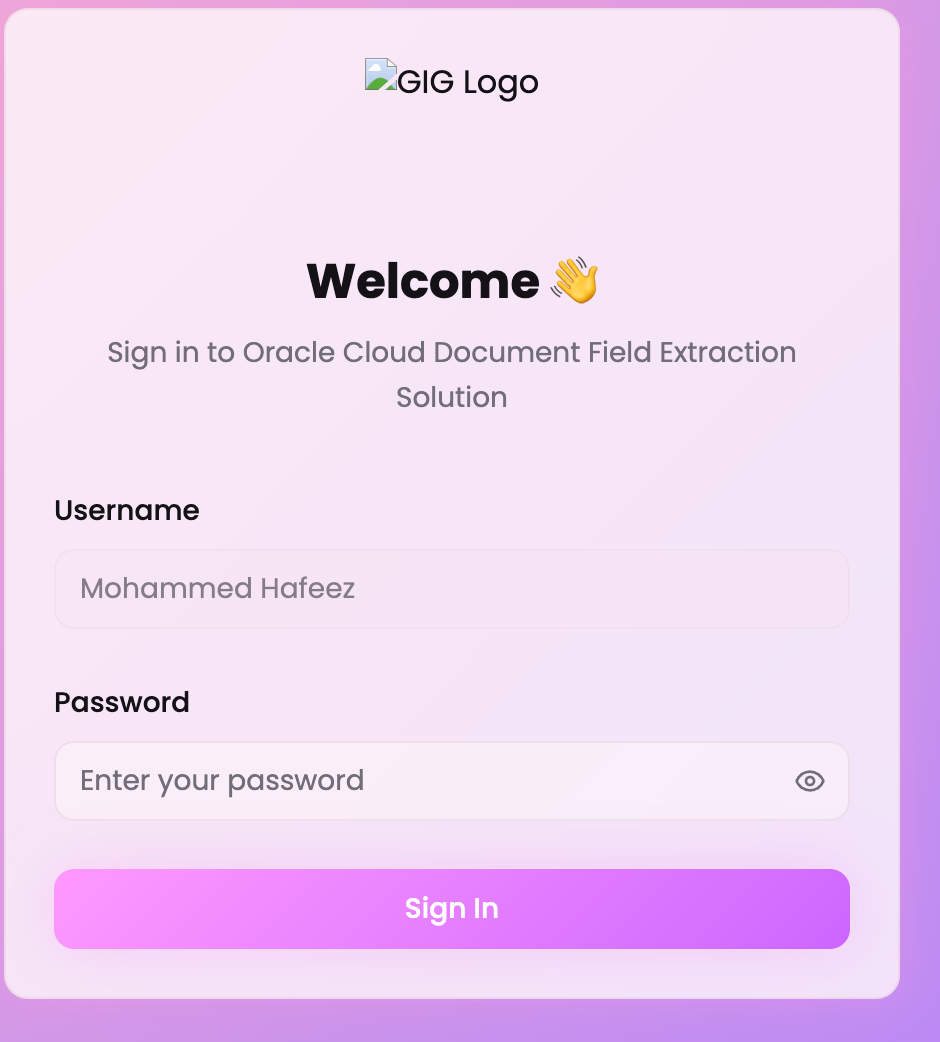 GIG Logo
Welcome 👋
Sign in to Oracle Cloud Document Field Extraction
Solution
Username
Mohammed Hafeez
Password
Enter your password
Sign In